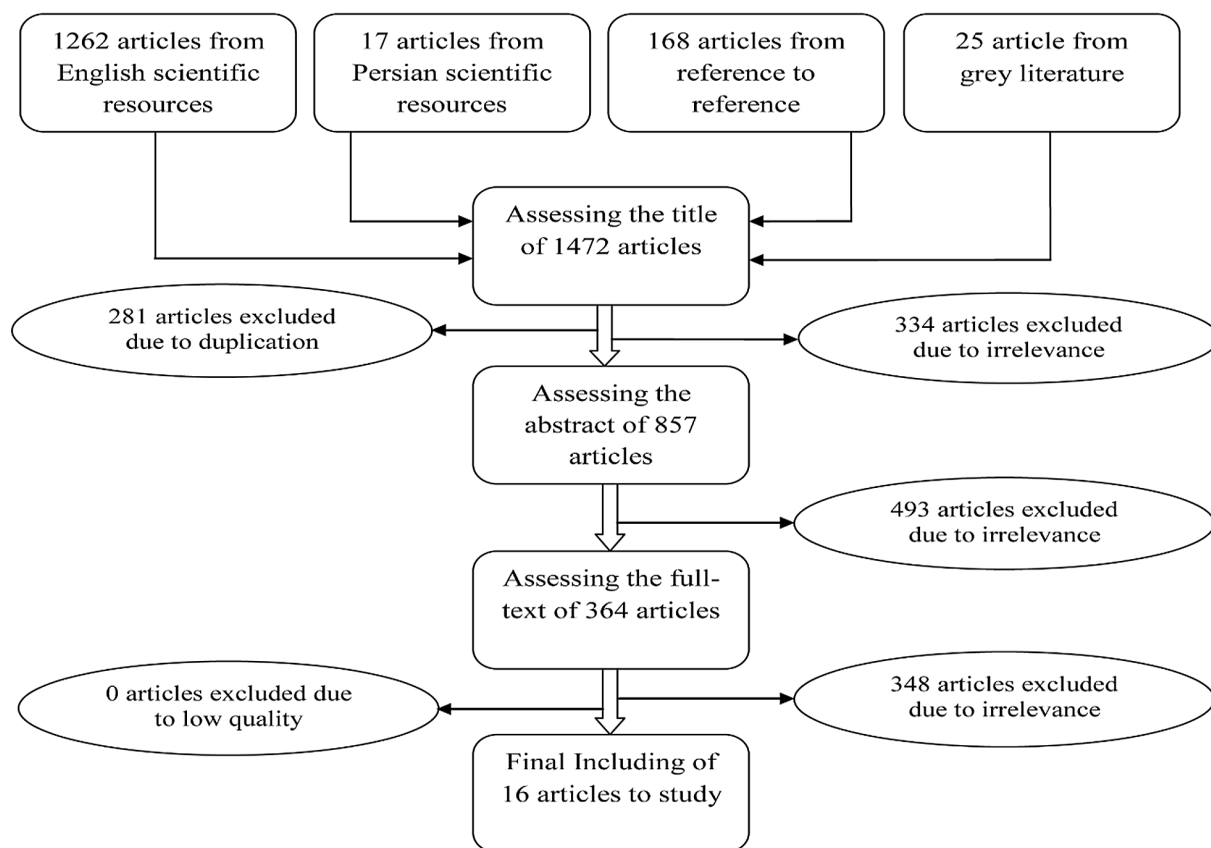 1262 articles from
English scientific
resources
17 articles from
Persian scientific
resources
168 articles from
reference to
reference
25 article from
grey literature
Assessing the title
of 1472 articles
281 articles excluded
due to duplication
334 articles excluded
due to irrelevance
Assessing the
abstract of 857
articles
493 articles excluded
due to irrelevance
Assessing the full-
text of 364 articles
0 articles excluded due
to low quality
348 articles excluded
due to irrelevance
Final Including of
16 articles to study